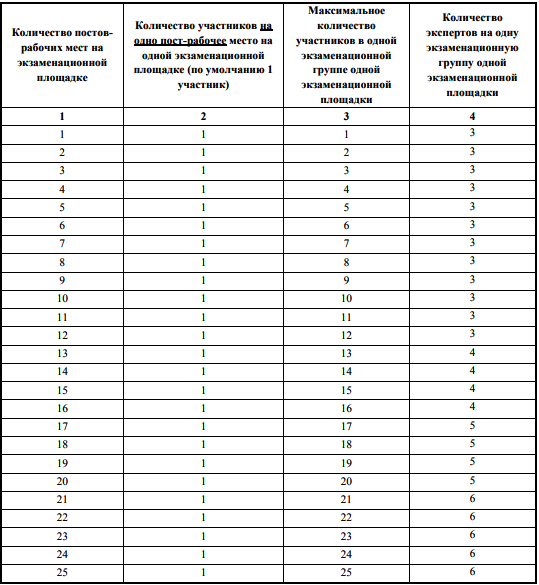 Количество постов-
рабочих мест на
экзаменационной
площадке
Количество участников на
одно пост-рабочее место на
одной экзаменационной
площадке (по умолчанию 1
участник)
Максимальное
количество
участников в одной
экзаменационной
группе одной
экзаменационной
площадки
Количество
экспертов на одну
экзаменационную
группу одной
экзаменационной
площадки
1 2 3 4
1 1 1 3
2 1 2 3
3 1 3 3
4 1 4 3
5 1 5 3
6 1 6 3
7 1 7 3
8 1 8 3
9 1 9 3
10 1 10 3
11 1 11 3
12 1 12 3
13 1 13 4
14 1 14 4
15 1 15 4
16 1 16 4
17 1 17 5
18 1 18 5
19 1 19 5
20 1 20 5
21 1 21 6
22 1 22 6
23 1 23 6
24 1 24 6
25 1 25 6